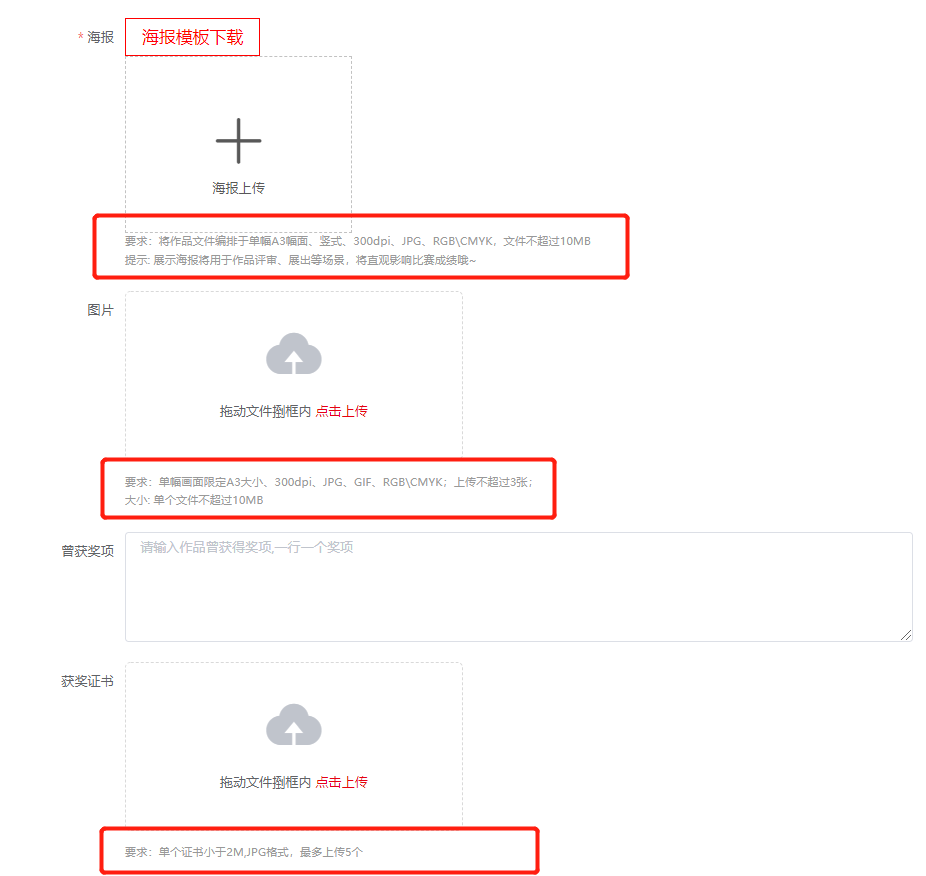 * 海报
海报模板下载
海报上传
要求：将作品文件编排于单幅A3幅面、竖式、300dpi、JPG、RGB\CMYK，文件不超过10MB
提示: 展示海报将用于作品评审、展出等场景，将直观影响比赛成绩哦~
图片
拖动文件捯框内 点击上传
要求：单幅画面限定A3大小、300dpi、JPG、GIF、RGB\CMYK；上传不超过3张；
大小: 单个文件不超过10MB
曾获奖项
请输入作品曾获得奖项,一行一个奖项
获奖证书
拖动文件捯框内 点击上传
要求：单个证书小于2M,JPG格式，最多上传5个